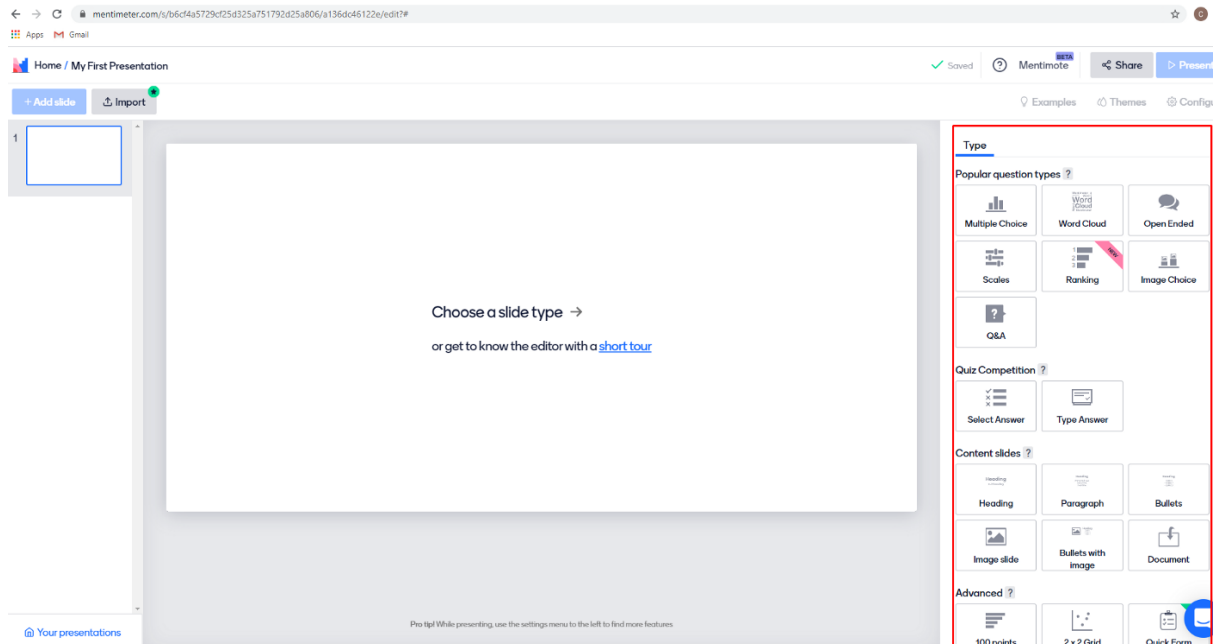 mentimeter.com/s/b6cf4a5729cf25d325a751792d25a806/a136dc46122e/edit?#
C
Apps Gmail
Home / My First Presentation
Saved
?
Mentimote
BETA
Share
Present
+ Add slide
Import
Examples
Themes
Configu
1
Choose a slide type →
or get to know the editor with a short tour
Pro tip! While presenting, use the settings menu to the left to find more features
Your presentations
Type
Popular question types ?
Multiple Choice
Word Cloud
Open Ended
Scales
Ranking
NEW
Image Choice
Q&A
Quiz Competition ?
Select Answer
Type Answer
Content slides ?
Heading
Paragraph
Bullets
Image slide
Bullets with
image
Document
Advanced ?
100 points
2 x 2 Grid
Quick Form